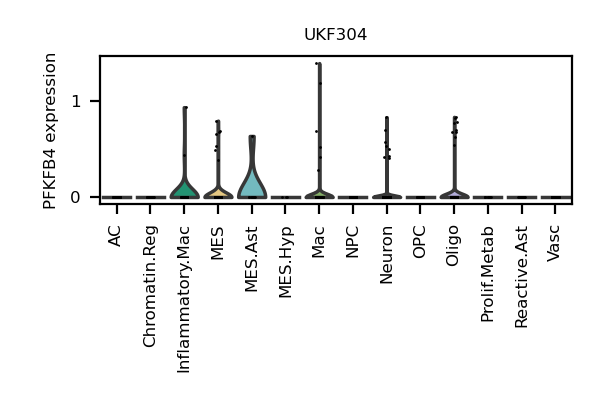 UKF304
PFKFB4 expression
1
0
AC
Chromatin.Reg
Inflammatory.Mac
MES
MES.Ast
MES.Hyp
Mac
NPC
Neuron
OPC
Oligo
Prolif.Metab
Reactive.Ast
Vasc